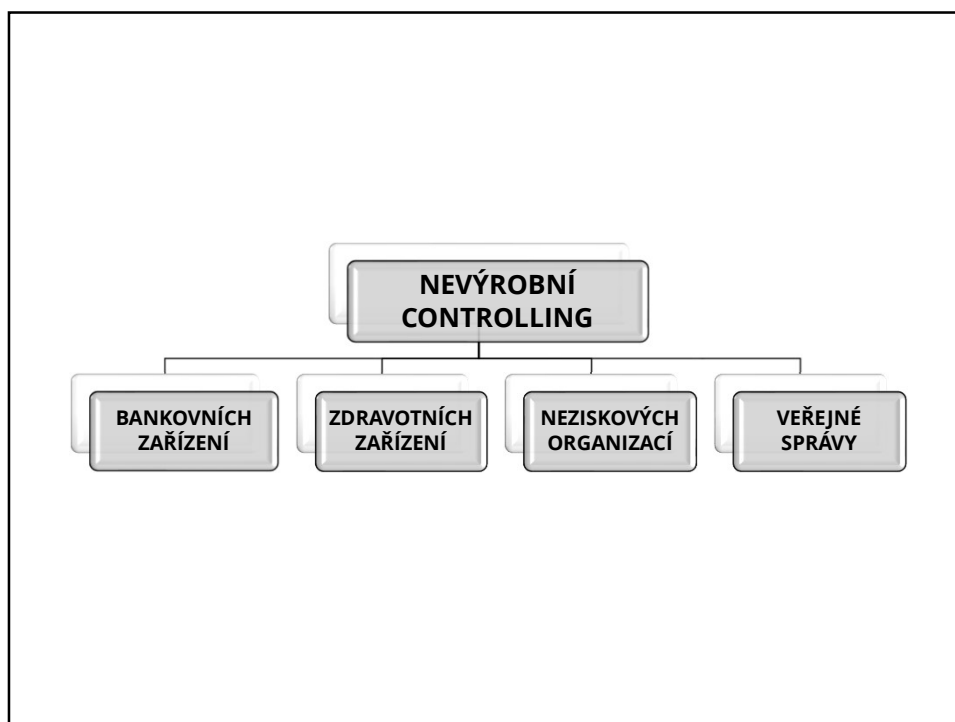 NEVÝROBNÍ
CONTROLLING
BANKOVNÍCH
ZAŘÍZENÍ
ZDRAVOTNÍCH
ZAŘÍZENÍ
NEZISKOVÝCH
ORGANIZACÍ
VEŘEJNÉ
SPRÁVY